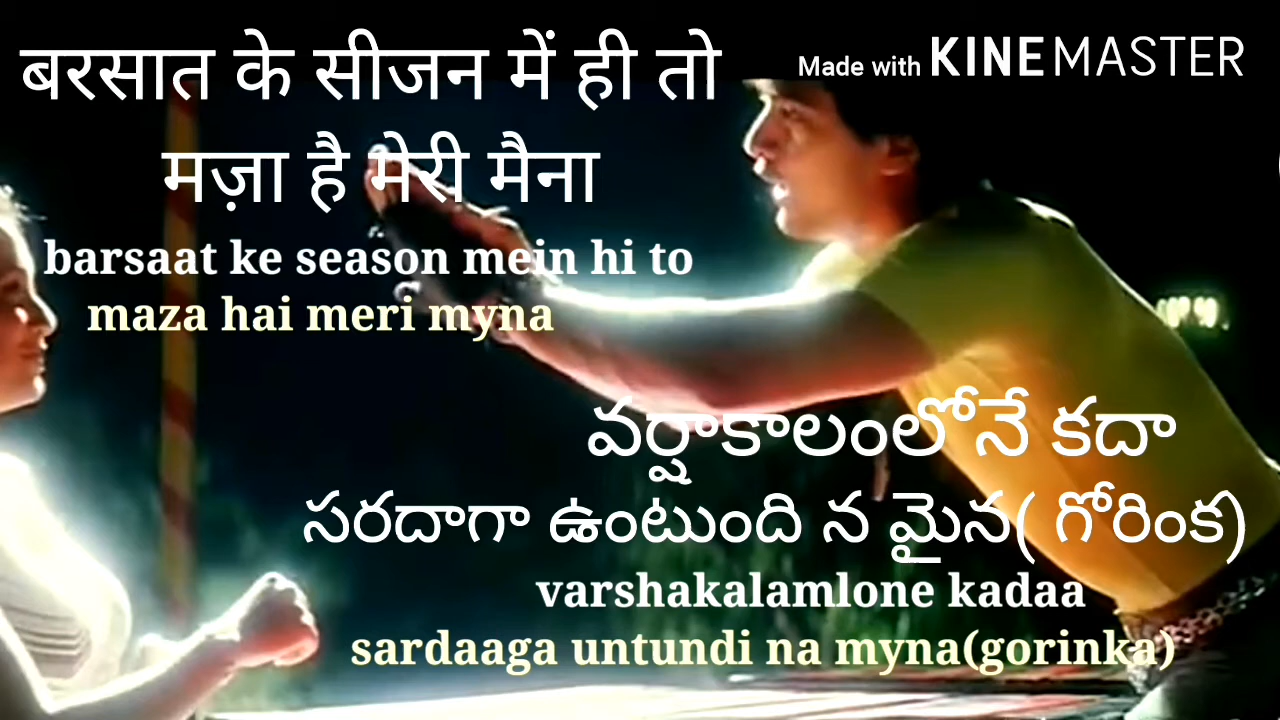 बरसात के सीजन में ही तो
मज़ा है मेरी मैना
barsaat ke season mein hi to
maza hai meri myna
Made with KINEMASTER
వర్షాకాలంలోనే కదా
సరదాగా ఉంటుంది న మైన( గోరింక)
varshakalamlone kadaa
sardaaga untundi na myna(gorinka)